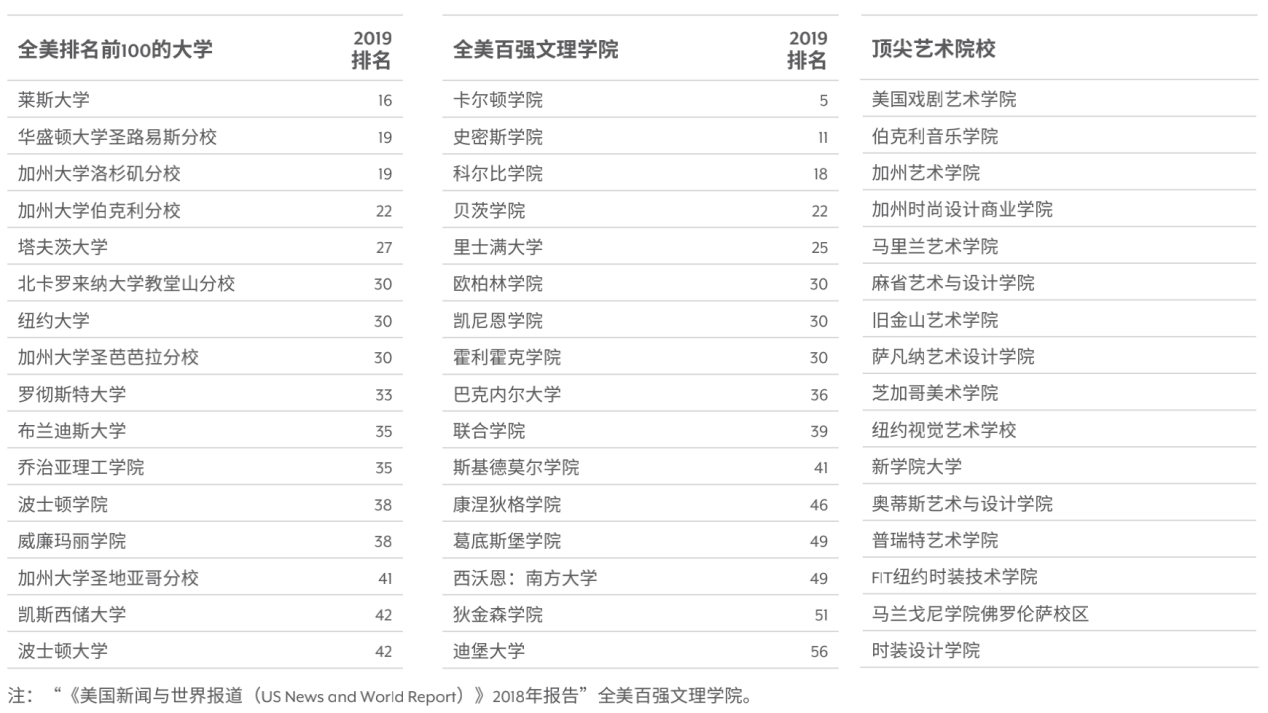 全美排名前100的大学 2019排名
莱斯大学 16
华盛顿大学圣路易斯分校 19
加州大学洛杉矶分校 19
加州大学伯克利分校 22
塔夫茨大学 27
北卡罗来纳大学教堂山分校 30
纽约大学 30
加州大学圣芭芭拉分校 30
罗彻斯特大学 33
布兰迪斯大学 35
乔治亚理工学院 35
波士顿学院 38
威廉玛丽学院 38
加州大学圣地亚哥分校 41
凯斯西储大学 42
波士顿大学 42
全美百强文理学院 2019排名
卡尔顿学院 5
史密斯学院 11
科尔比学院 18
贝茨学院 22
里士满大学 25
欧柏林学院 30
凯尼恩学院 30
霍利霍克学院 30
巴克内尔大学 36
联合学院 39
斯基德莫尔学院 41
康涅狄格学院 46
葛底斯堡学院 49
西沃恩：南方大学 49
狄金森学院 51
迪堡大学 56
顶尖艺术院校
美国戏剧艺术学院
伯克利音乐学院
加州艺术学院
加州时尚设计商业学院
马里兰艺术学院
麻省艺术与设计学院
旧金山艺术学院
萨凡纳艺术设计学院
芝加哥美术学院
纽约视觉艺术学校
新学院大学
奥蒂斯艺术与设计学院
普瑞特艺术学院
FIT纽约时装技术学院
马兰戈尼学院佛罗伦萨校区
时装设计学院
注：“《美国新闻与世界报道（US News and World Report）》2018年报告”全美百强文理学院。